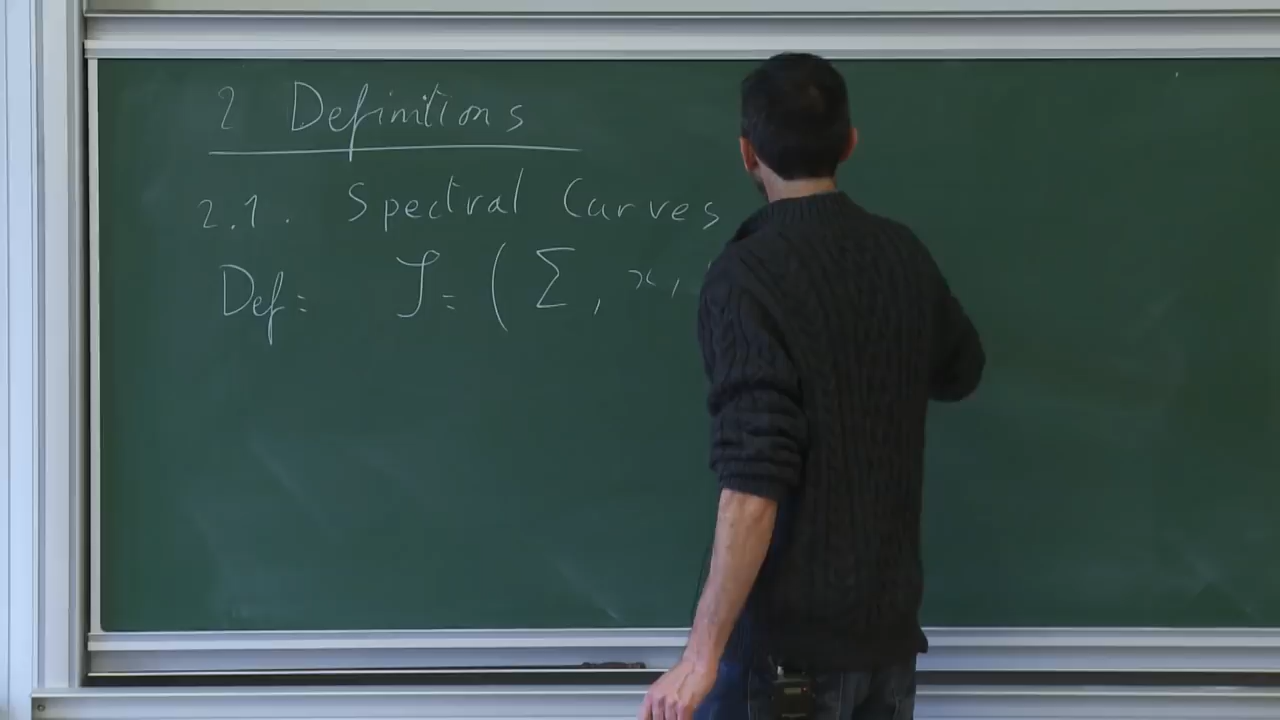 2 Definitions
2.1. Spectral Curves
Def: 𝒮 = ( Σ , x ,